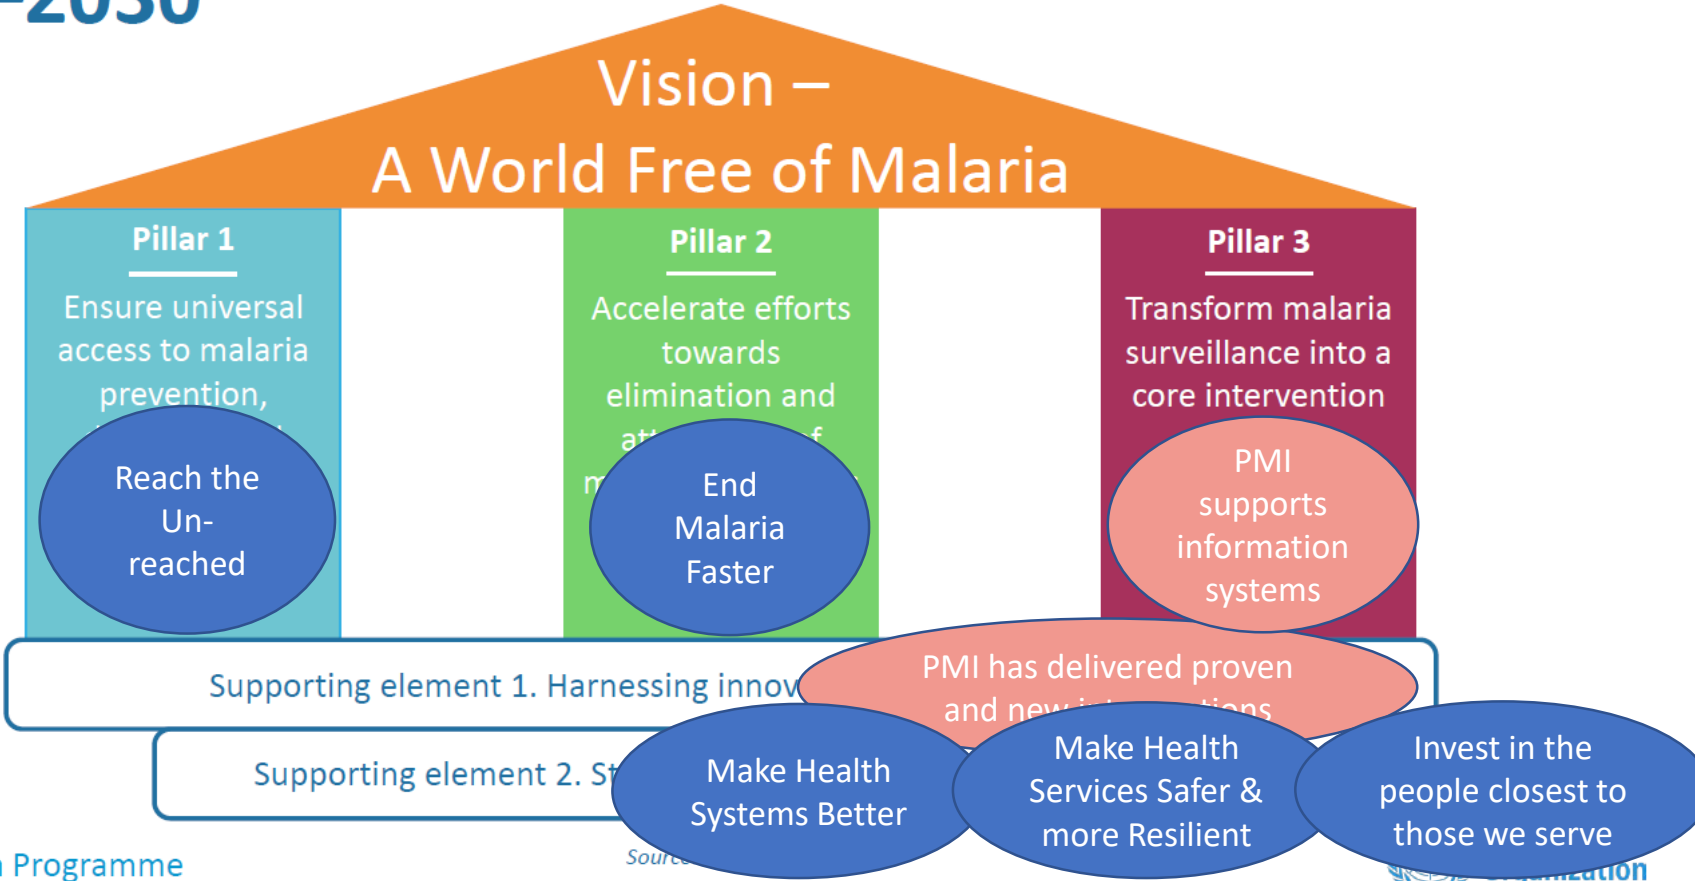 -2030
Vision –
A World Free of Malaria
Pillar 1
Ensure universal
access to malaria
prevention,
Reach the
Un-
reached
Pillar 2
Accelerate efforts
towards
elimination and
End
Malaria
Faster
Pillar 3
Transform malaria
surveillance into a
core intervention
PMI
supports
information
systems
Supporting element 1. Harnessing
PMI has delivered proven
and new
Supporting element 2.
Make Health
Systems Better
Make Health
Services Safer &
more Resilient
Invest in the
people closest to
those we serve
Programme